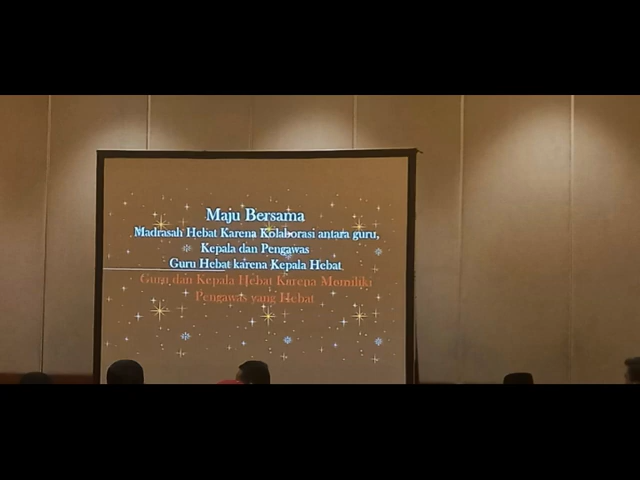 Maju Bersama
Madrasah Hebat Karena Kolaborasi antara guru,
Kepala dan Pengawas
Guru Hebat karena Kepala Hebat
Guru dan Kepala Hebat Karena Memiliki
Pengawas yang Hebat